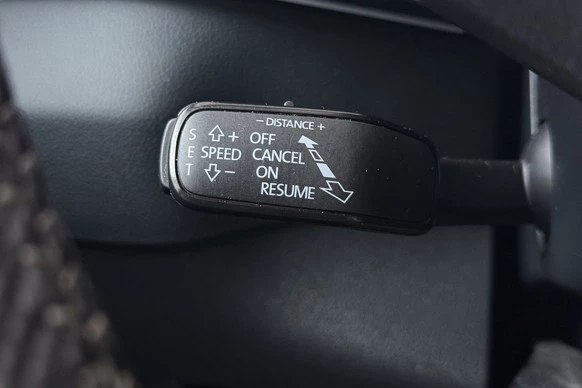 - DISTANCE +
S + OFF
E SPEED CANCEL
T - ON
RESUME